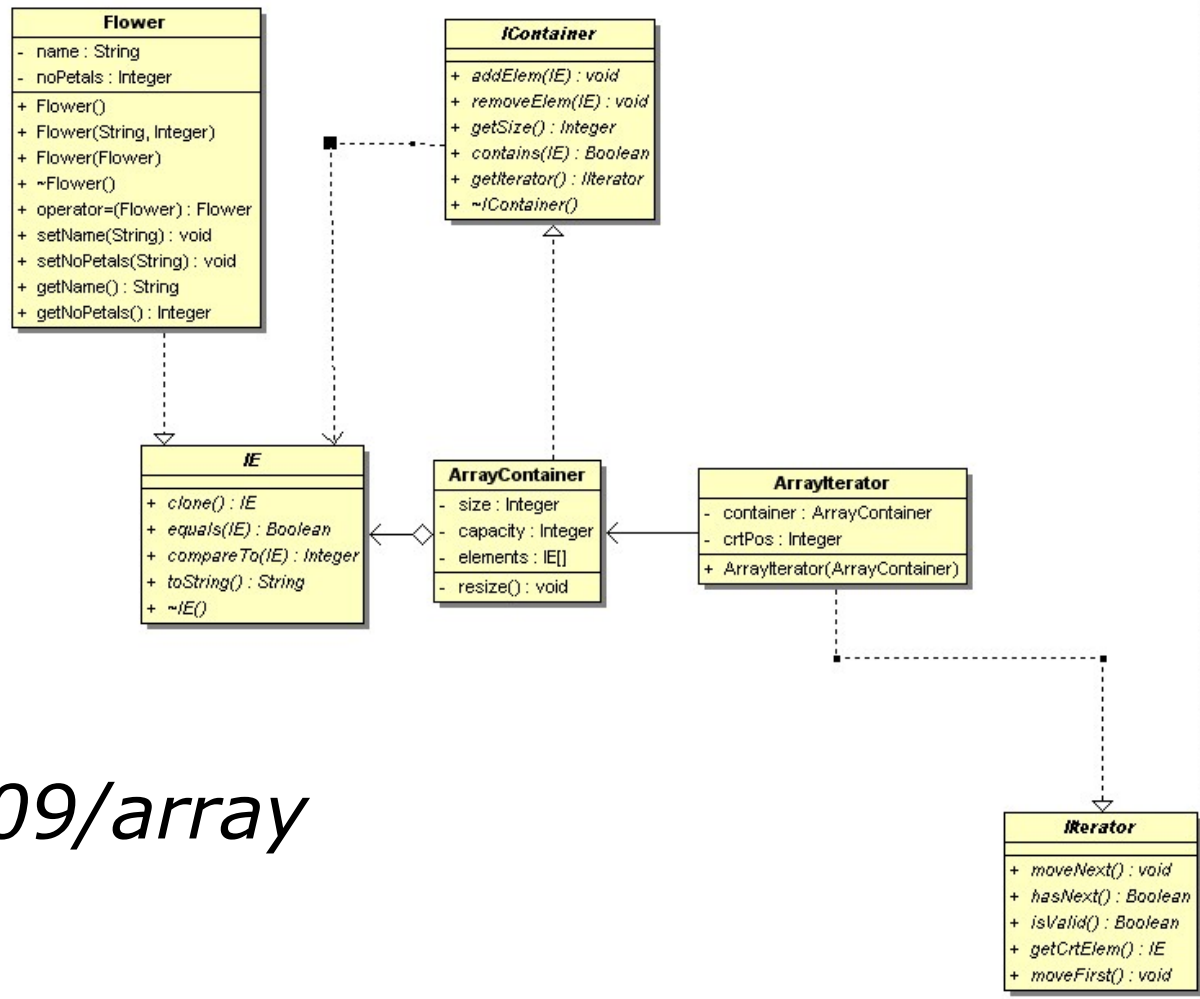 Flower
- name : String
- noPetals : Integer
+ Flower()
+ Flower(String, Integer)
+ Flower(Flower)
+ ~Flower()
+ operator=(Flower) : Flower
+ setName(String) : void
+ setNoPetals(String) : void
+ getName() : String
+ getNoPetals() : Integer
IContainer
+ addElem(IE) : void
+ removeElem(IE) : void
+ getSize() : Integer
+ contains(IE) : Boolean
+ getIterator() : IIterator
+ ~IContainer()
IE
+ clone() : IE
+ equals(IE) : Boolean
+ compareTo(IE) : Integer
+ toString() : String
+ ~IE()
ArrayContainer
- size : Integer
- capacity : Integer
- elements : IE[]
- resize() : void
ArrayIterator
- container : ArrayContainer
- crtPos : Integer
+ ArrayIterator(ArrayContainer)
09/array
IIterator
+ moveNext() : void
+ hasNext() : Boolean
+ isValid() : Boolean
+ getCrtElem() : IE
+ moveFirst() : void